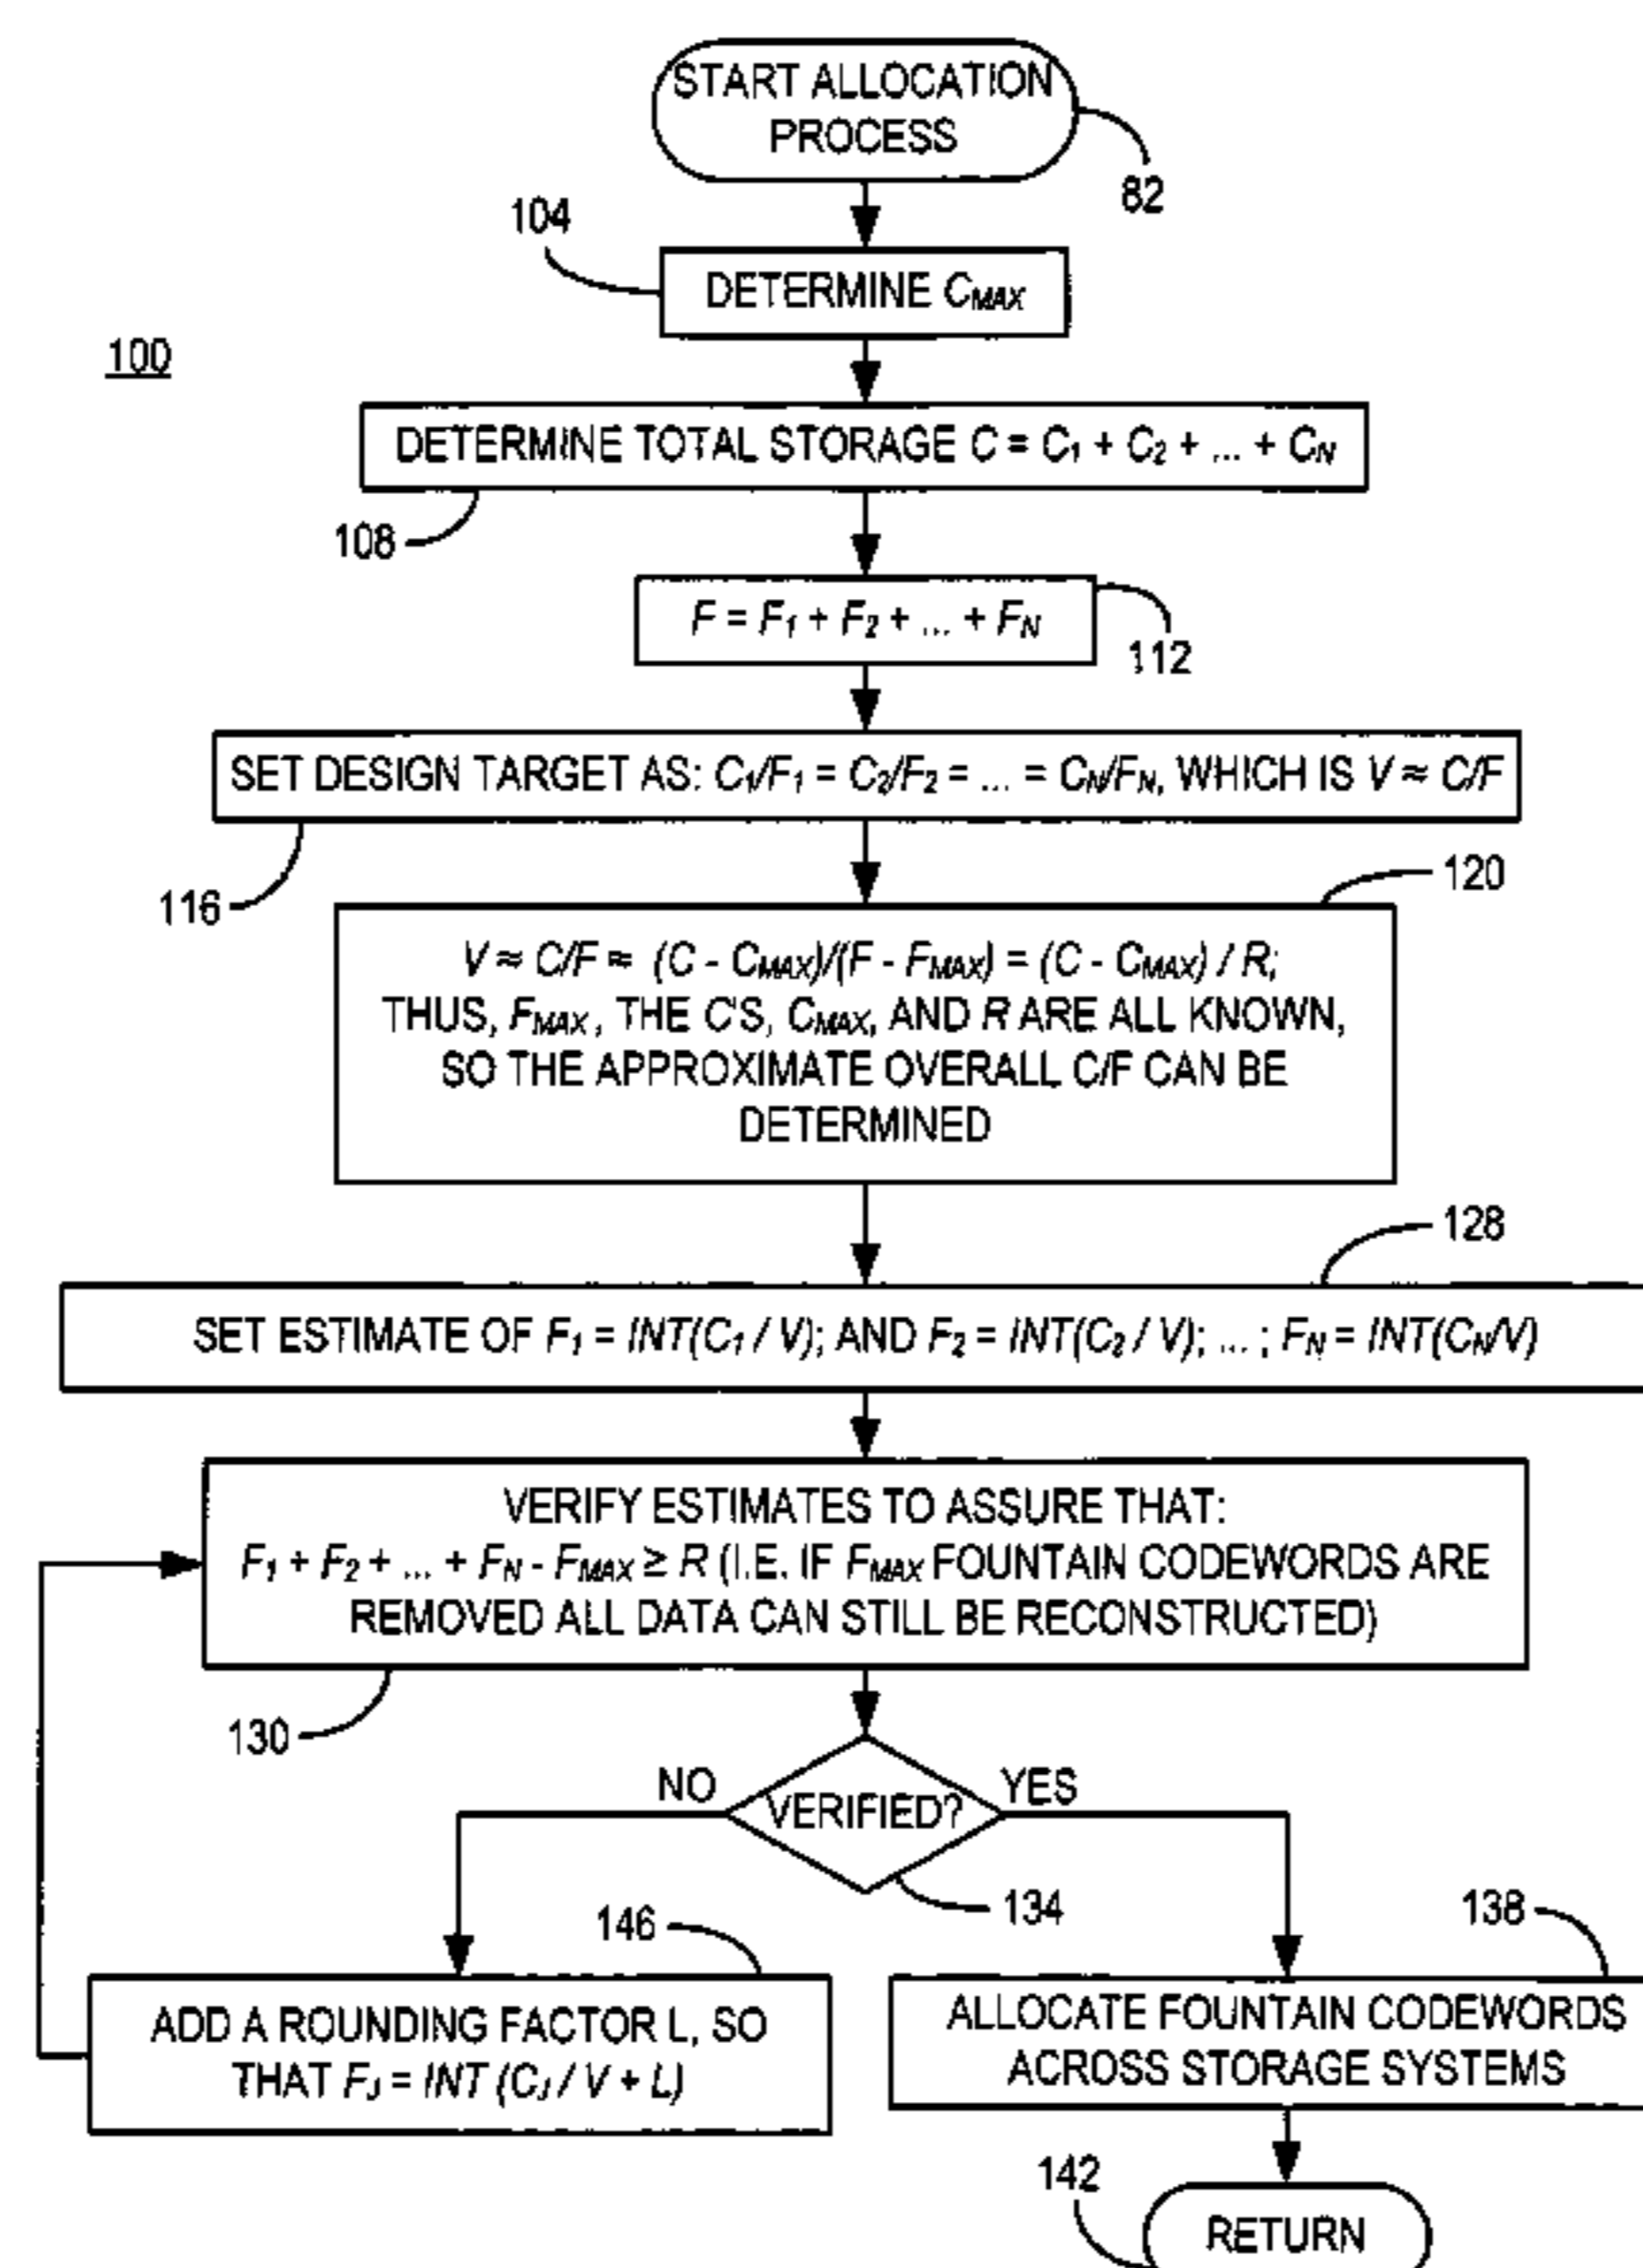 START ALLOCATION
PROCESS
82
104
DETERMINE CMAX
100
DETERMINE TOTAL STORAGE C = C1 + C2 + ... + CN
108
F = F1 + F2 + ... + FN
112
SET DESIGN TARGET AS: C1/F1 = C2/F2 = ... = CN/FN, WHICH IS V ≈ C/F
116
120
V ≈ C/F ≈ (C - CMAX)/(F - FMAX) = (C - CMAX) / R;
THUS, FMAX, THE C'S, CMAX, AND R ARE ALL KNOWN,
SO THE APPROXIMATE OVERALL C/F CAN BE
DETERMINED
128
SET ESTIMATE OF F1 = INT(C1 / V); AND F2 = INT(C2 / V); ... ; FN = INT(CN/V)
VERIFY ESTIMATES TO ASSURE THAT:
F1 + F2 + ... + FN - FMAX ≥ R (I.E. IF FMAX FOUNTAIN CODEWORDS ARE
REMOVED ALL DATA CAN STILL BE RECONSTRUCTED)
130
NO
VERIFIED?
YES
134
146
138
ADD A ROUNDING FACTOR L, SO
THAT FJ = INT (CJ / V + L)
ALLOCATE FOUNTAIN CODEWORDS
ACROSS STORAGE SYSTEMS
142
RETURN